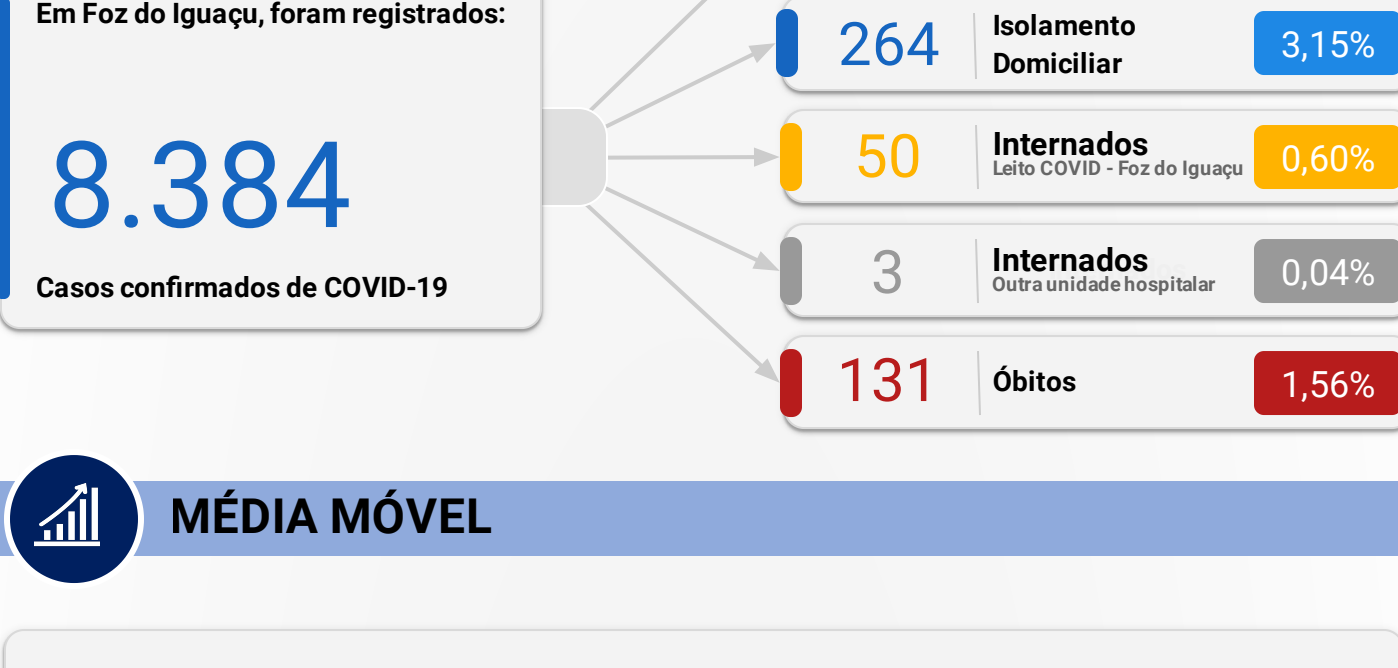 Em Foz do Iguaçu, foram registrados:
8.384
Casos confirmados de COVID-19
264
Isolamento
Domiciliar
3,15%
50
Internados
Leito COVID - Foz do Iguaçu
0,60%
3
Internados
Outra unidade hospitalar
0,04%
131
Óbitos
1,56%
MÉDIA MÓVEL